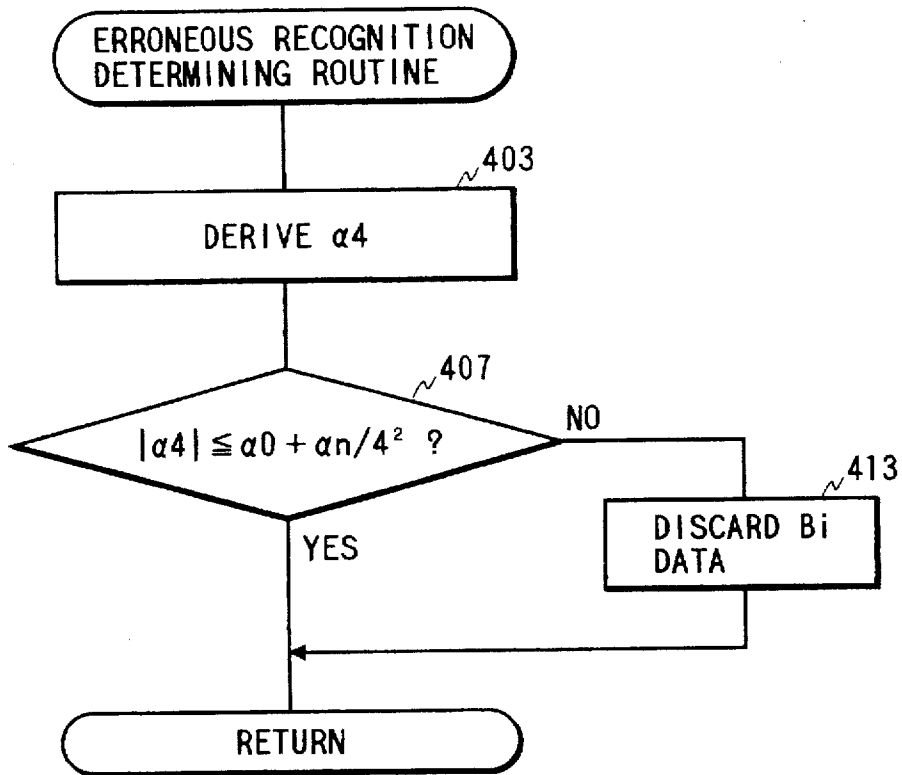 ERRONEOUS RECOGNITION
DETERMINING ROUTINE
403
DERIVE α4
407
|α4| ≦ α0 + αn/4² ?
NO
413
DISCARD Bi
DATA
YES
RETURN